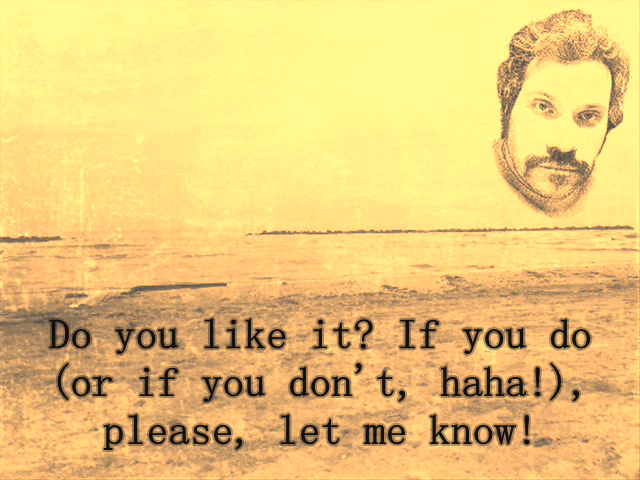 Do you like it? If you do
(or if you don't, haha!),
please, let me know!